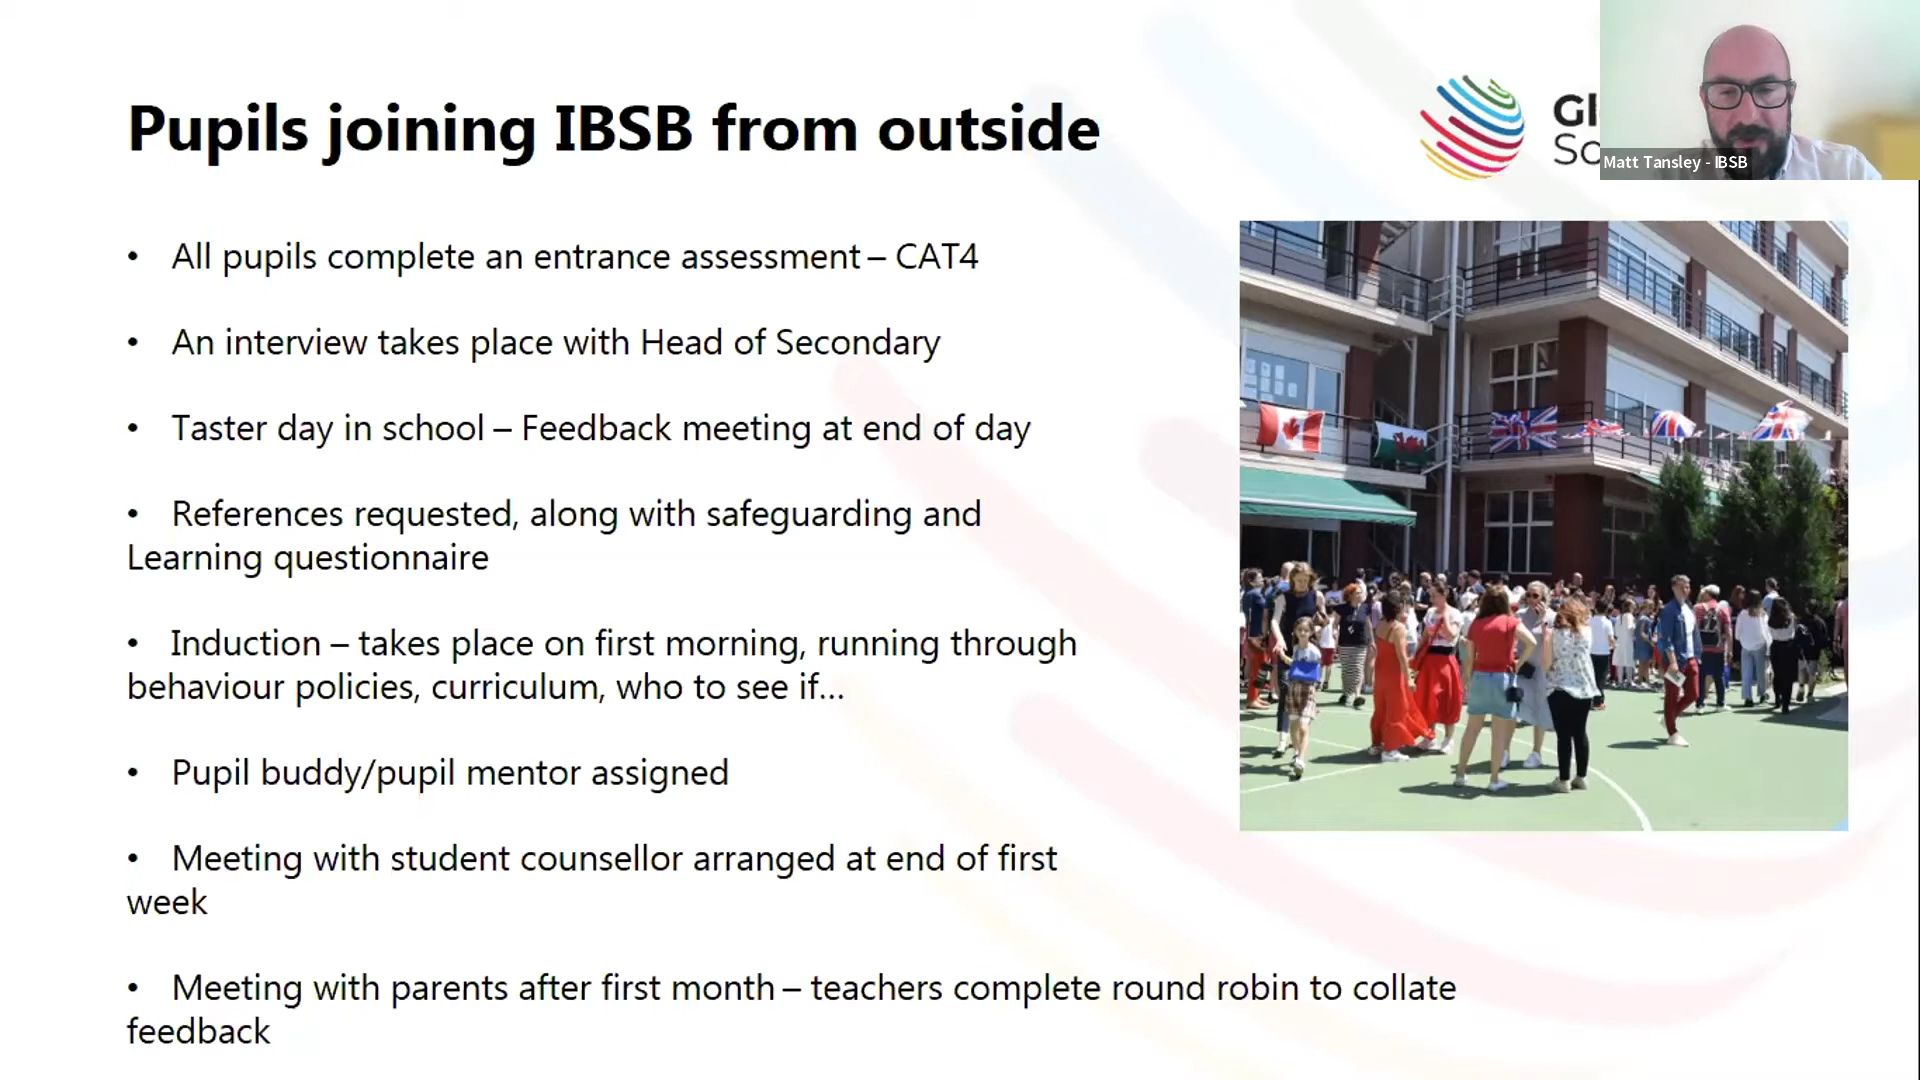 Pupils joining IBSB from outside
Matt Tansley - IBSB
• All pupils complete an entrance assessment – CAT4
• An interview takes place with Head of Secondary
• Taster day in school – Feedback meeting at end of day
• References requested, along with safeguarding and
Learning questionnaire
• Induction – takes place on first morning, running through
behaviour policies, curriculum, who to see if...
• Pupil buddy/pupil mentor assigned
• Meeting with student counsellor arranged at end of first
week
• Meeting with parents after first month – teachers complete round robin to collate
feedback